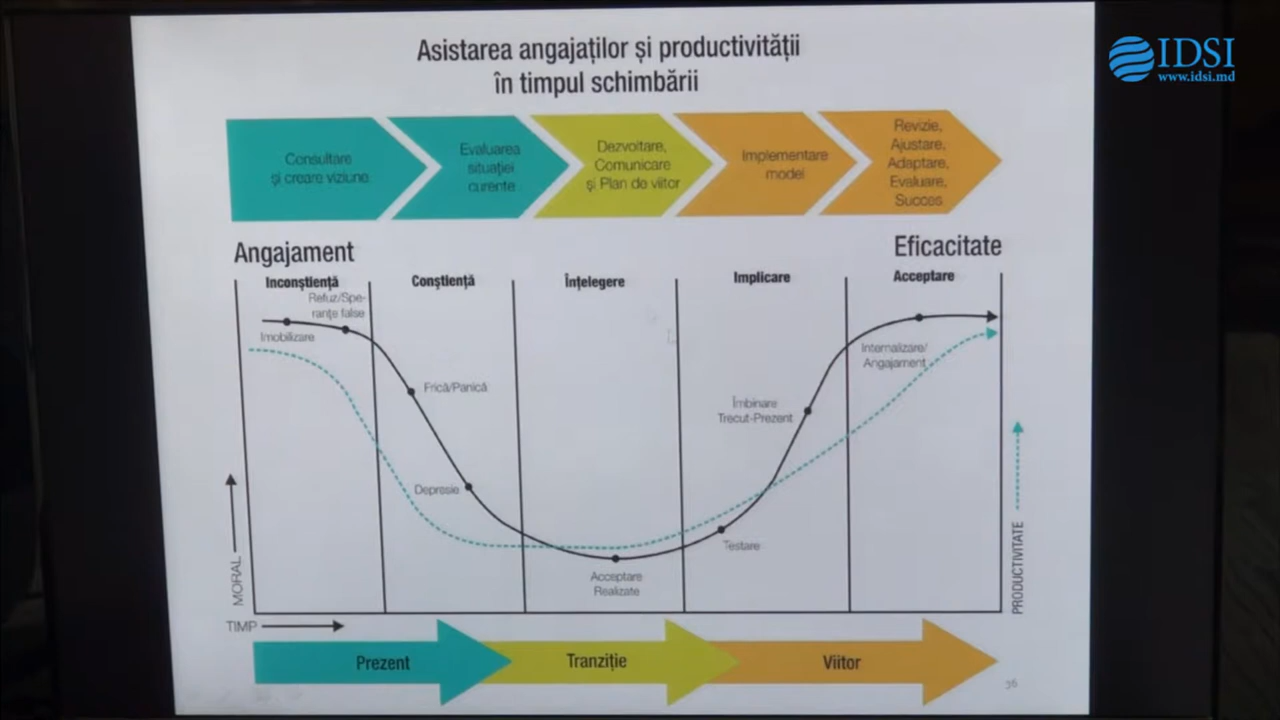 Asistarea angajaților și productivității
în timpul schimbării
IDSI
www.idsi.md
Consultare
și creare viziune
Evaluarea
situației
curente
Dezvoltare,
Comunicare
și Plan de viitor
Implementare
model
Revizie,
Ajustare,
Adaptare,
Evaluare,
Succes
Angajament
Eficacitate
Inconștiență
Conștiență
Înțelegere
Implicare
Acceptare
Refuz/Spe-
ranțe false
Imobilizare
Frică/Panică
Depresie
Acceptare
Realizate
Testare
Îmbinare
Trecut-Prezent
Internalizare/
Angajament
MORAL
PRODUCTIVITATE
TIMP
Prezent
Tranziție
Viitor
36